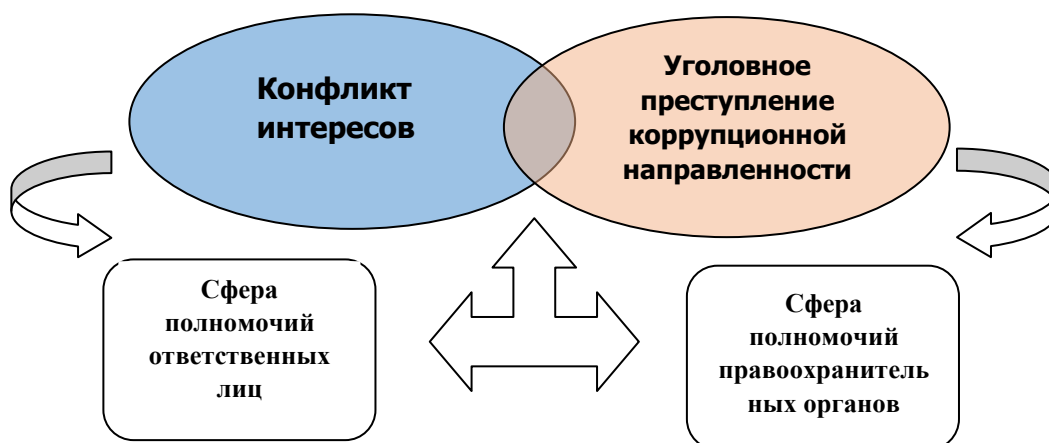 Конфликт
интересов
Уголовное
преступление
коррупционной
направленности
Сфера
полномочий
ответственных
лиц
Сфера
полномочий
правоохранитель
ных органов